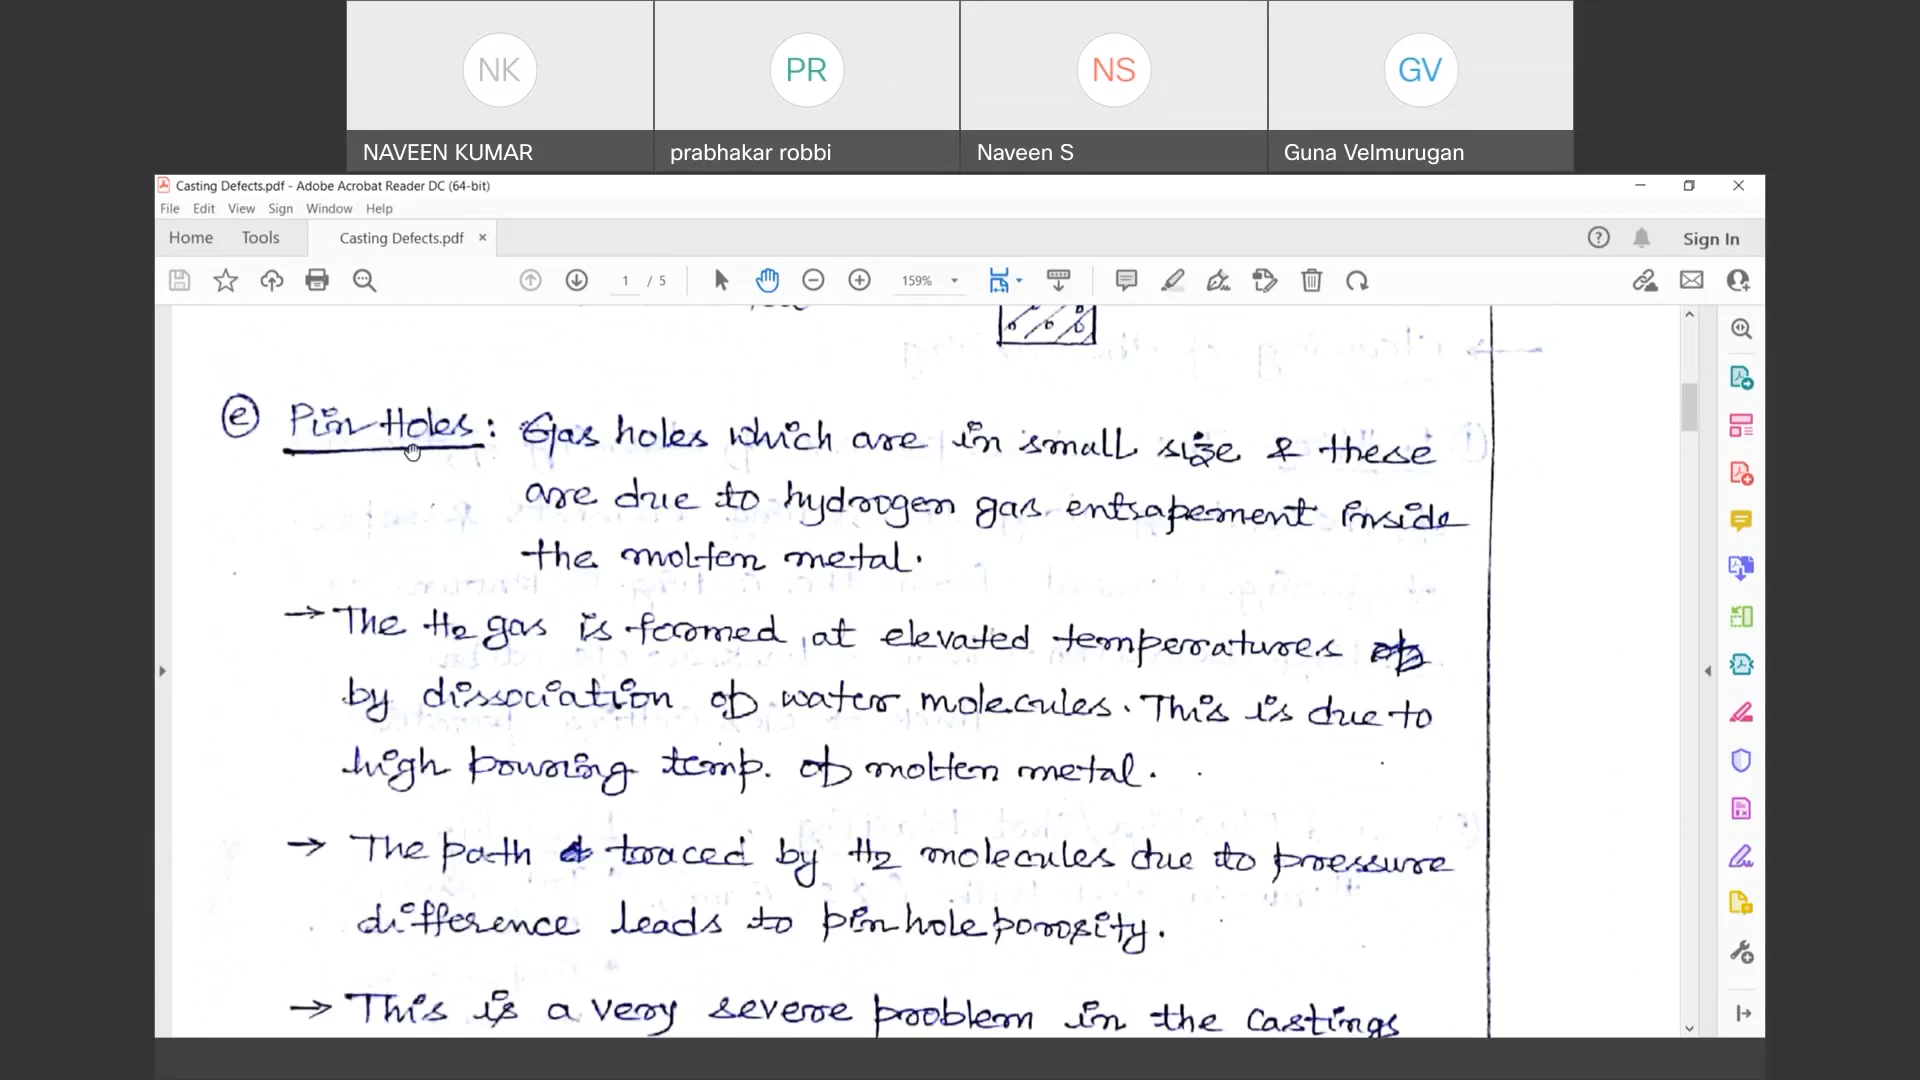 NK
PR
NS
GV
NAVEEN KUMAR
prabhakar robbi
Naveen S
Guna Velmurugan
Casting Defects.pdf - Adobe Acrobat Reader DC (64-bit)
File Edit View Sign Window Help
Home Tools Casting Defects.pdf × Sign In
1 / 5 159%
ⓔ Pin Holes: Gas holes which are in small size & these
are due to hydrogen gas entrapement inside
the molten metal.
→ The H2 gas is formed at elevated temperatures
by dissociation of water molecules. This is due to
high pouring temp. of molten metal.
→ The path traced by H2 molecules due to pressure
difference leads to pin hole porosity.
→ This is a very severe problem in the castings